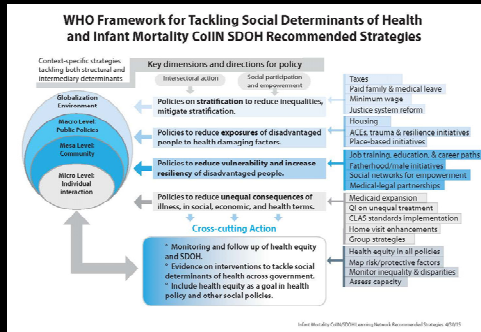 WHO Framework for Tackling Social Determinants of Health
and Infant Mortality CoIIN SDOH Recommended Strategies
Context-specific strategies
tackling both structural and
intermediary determinants
Key dimensions and directions for policy
Intersectoral action
Social participation
and empowerment
Globalization
Environment
Macro Level:
Public Policies
Mesa Level:
Community
Micro Level:
Individual
interaction
Policies on stratification to reduce inequalities,
mitigate stratification.
Policies to reduce exposures of disadvantaged
people to health damaging factors.
Policies to reduce vulnerability and increase
resiliency of disadvantaged people.
Policies to reduce unequal consequences of
illness, in social, economic, and health terms.
Taxes
Paid family & medical leave
Minimum wage
Justice system reform
Housing
ACEs, trauma & resilience initiatives
Place-based initiatives
Job training, education, & career paths
Fatherhood/male initiatives
Social networks for empowerment
Medical-legal partnerships
Medicaid expansion
QI on unequal treatment
CLAS standards implementation
Home visit enhancements
Group strategies
Health equity in all policies
Map risk/protective factors
Monitor inequality & disparities
Assess capacity
Cross-cutting Action
* Monitoring and follow up of health equity
and SDOH.
* Evidence on interventions to tackle social
determinants of health across government.
* Include health equity as a goal in health
policy and other social policies.
Infant Mortality CoIIN SDOH Learning Network Recommended Strategies